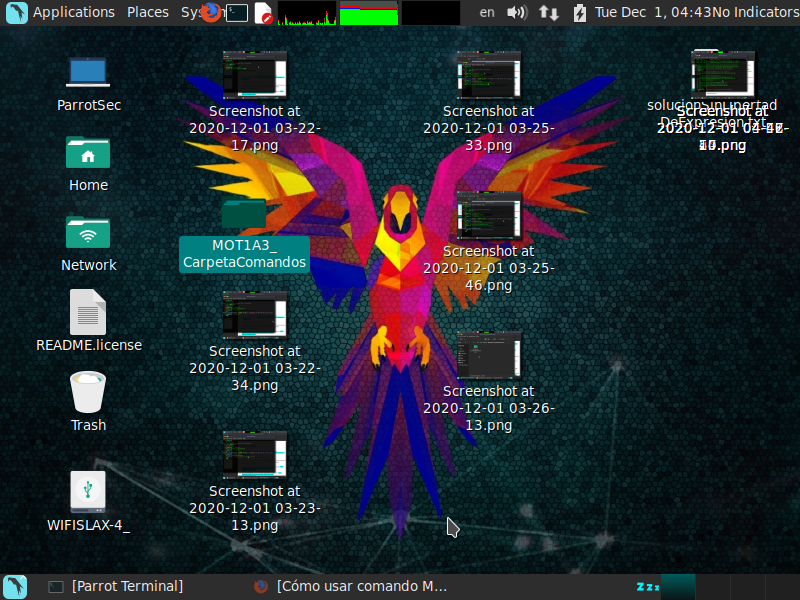 Applications Places Sys
en
Tue Dec 1, 04:43
No Indicators
ParrotSec
Home
Network
README.license
Trash
WIFISLAX-4_
Screenshot at
2020-12-01 03-22-
17.png
MOT1A3_
CarpetaComandos
Screenshot at
2020-12-01 03-22-
34.png
Screenshot at
2020-12-01 03-23-
13.png
Screenshot at
2020-12-01 03-25-
33.png
Screenshot at
2020-12-01 03-25-
46.png
Screenshot at
2020-12-01 03-26-
13.png
Screenshot at
[Parrot Terminal]
[Cómo usar comando M...
zzz